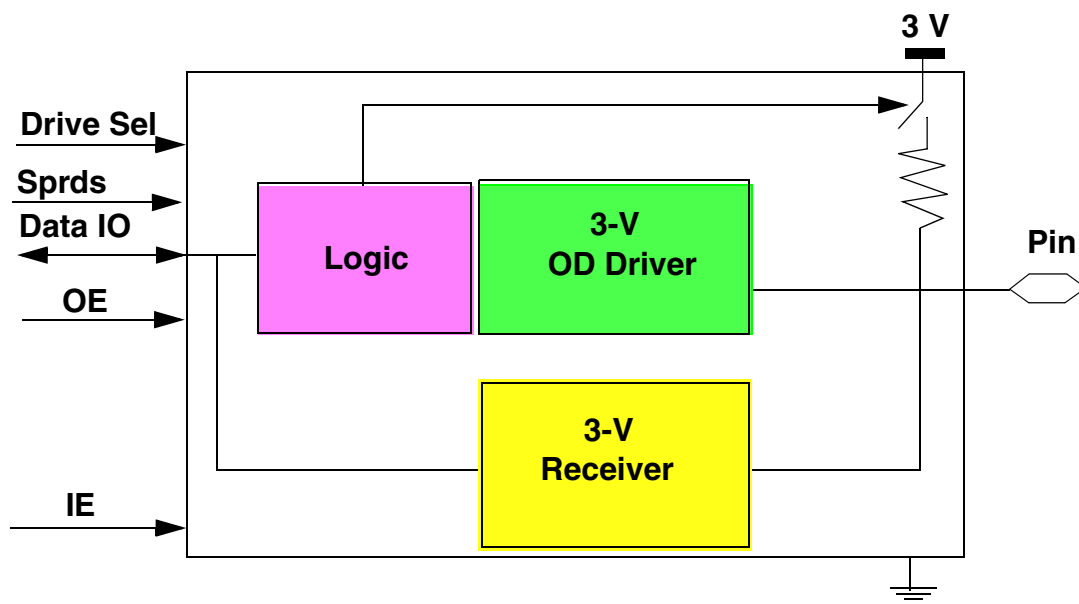 3 V
Drive Sel
Sprds
Data IO
OE
IE
Logic
3-V
OD Driver
3-V
Receiver
Pin